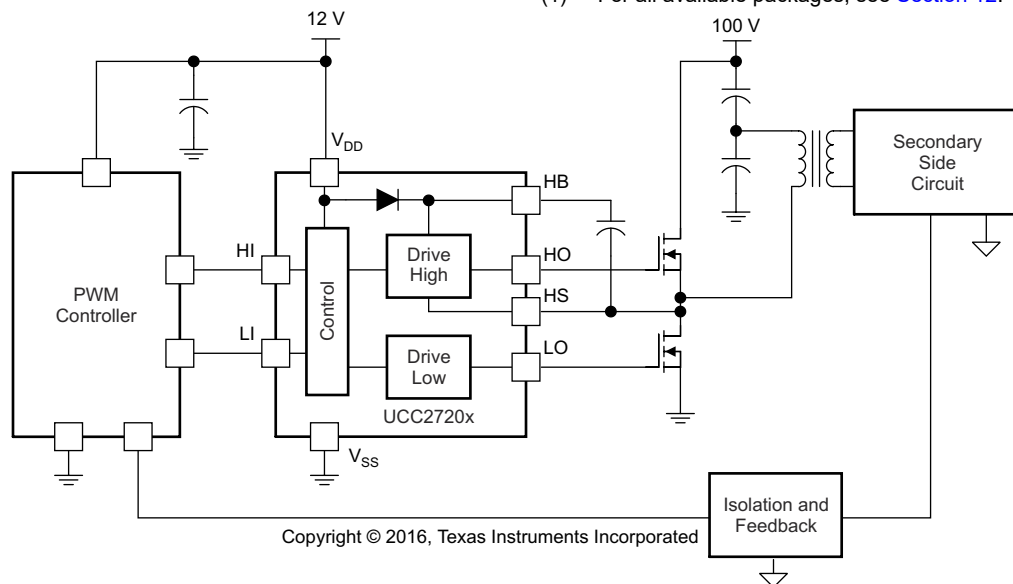 (1) For all available packages, see Section 12.
12 V
100 V
VDD
HB
Secondary
Side
Circuit
HI
Drive
High
HO
PWM
Controller
Control
HS
LI
Drive
Low
LO
UCC2720x
VSS
Isolation and
Feedback
Copyright © 2016, Texas Instruments Incorporated